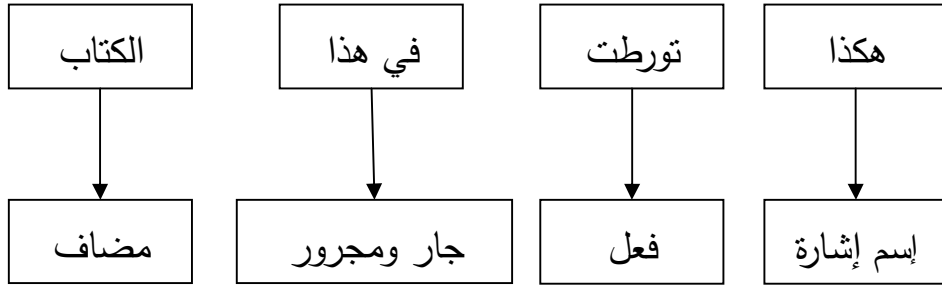 هكذا
تورطت
في هذا
الكتاب
إسم إشارة
فعل
جار ومجرور
مضاف